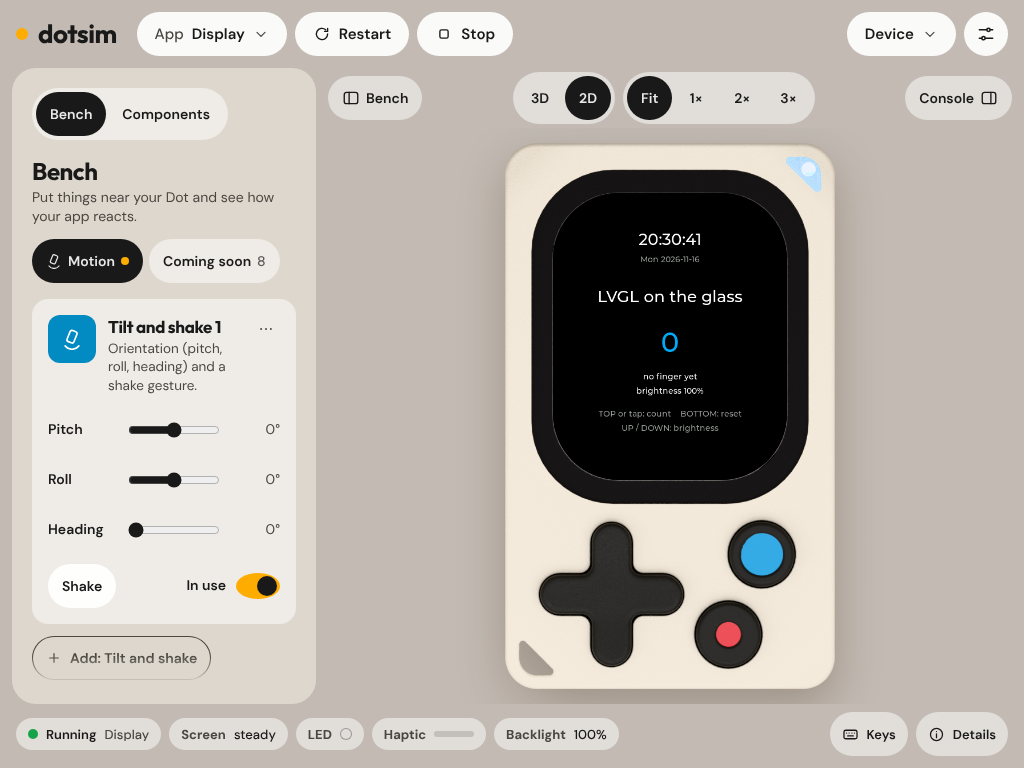 dotsim
App Display
Restart
Stop
Device
Bench
Components
Bench
Put things near your Dot and see how
your app reacts.
Motion
Coming soon 8
Tilt and shake 1
Orientation (pitch,
roll, heading) and a
shake gesture.
Pitch 0°
Roll 0°
Heading 0°
Shake
In use
+ Add: Tilt and shake
Bench
3D 2D
Fit 1× 2× 3×
Console
20:30:41
Mon 2026-11-16
LVGL on the glass
0
no finger yet
brightness 100%
TOP or tap: count BOTTOM: reset
UP / DOWN: brightness
Running Display
Screen steady
LED
Haptic
Backlight 100%
Keys
Details